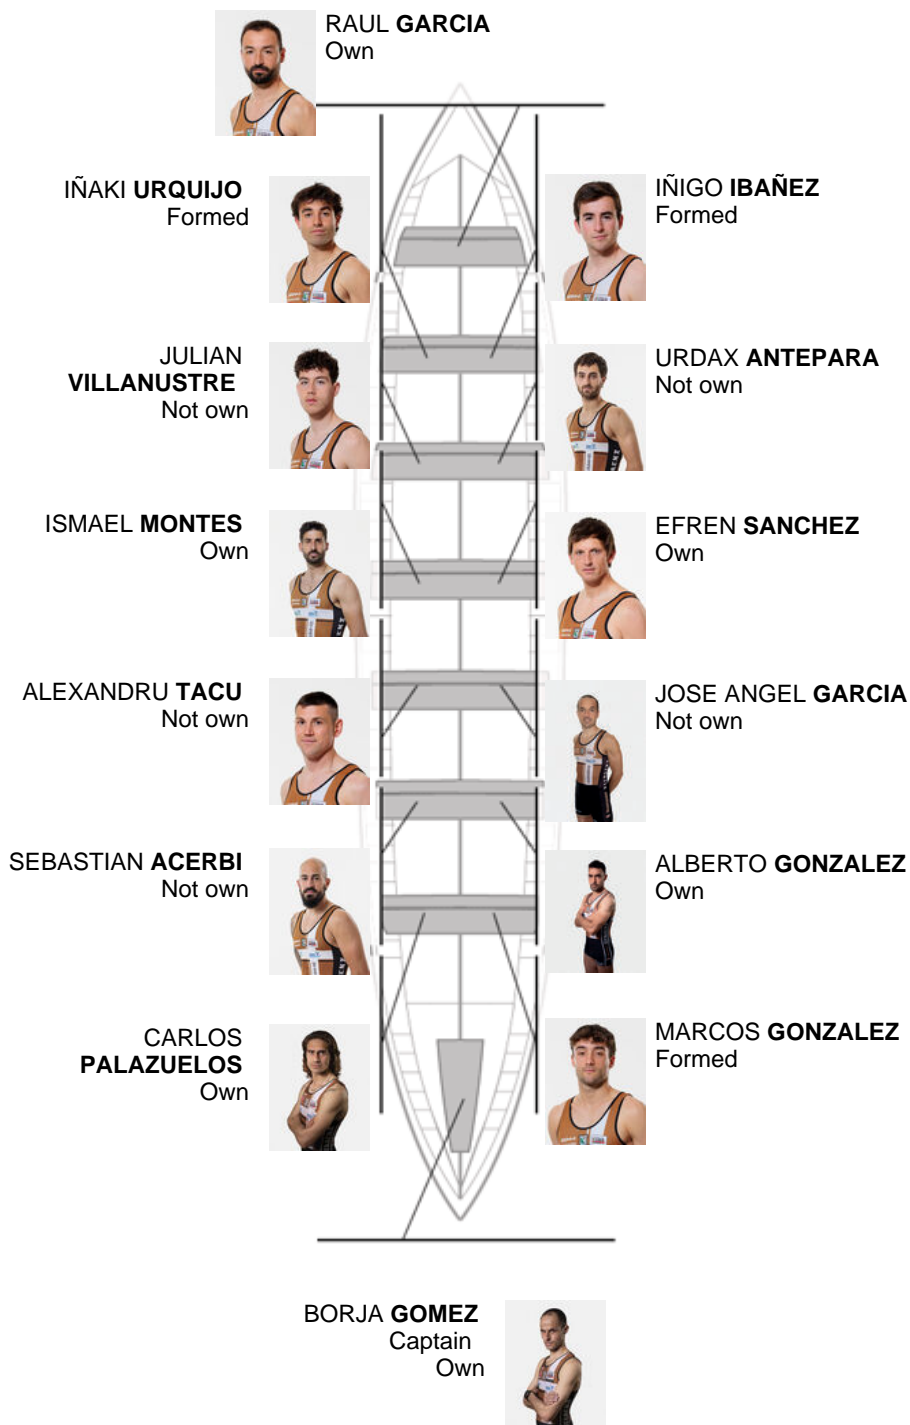 RAUL GARCIA
Own
IÑAKI URQUIJO
Formed
IÑIGO IBAÑEZ
Formed
JULIAN
VILLANUSTRE
Not own
URDAX ANTEPARA
Not own
ISMAEL MONTES
Own
EFREN SANCHEZ
Own
ALEXANDRU TACU
Not own
JOSE ANGEL GARCIA
Not own
SEBASTIAN ACERBI
Not own
ALBERTO GONZALEZ
Own
CARLOS
PALAZUELOS
Own
MARCOS GONZALEZ
Formed
BORJA GOMEZ
Captain
Own